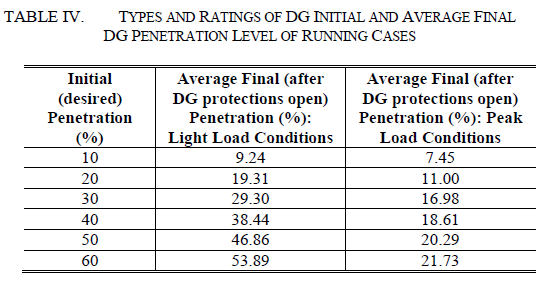 TABLE IV. TYPES AND RATINGS OF DG INITIAL AND AVERAGE FINAL
DG PENETRATION LEVEL OF RUNNING CASES
Initial (desired) Penetration (%)
Average Final (after DG protections open) Penetration (%): Light Load Conditions
Average Final (after DG protections open) Penetration (%): Peak Load Conditions
10 9.24 7.45
20 19.31 11.00
30 29.30 16.98
40 38.44 18.61
50 46.86 20.29
60 53.89 21.73